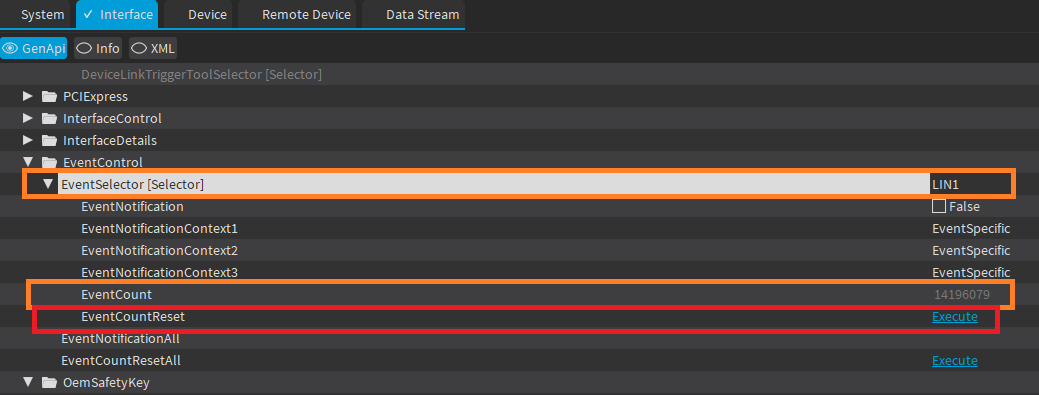 System ✓ Interface Device Remote Device Data Stream
GenApi Info XML
DeviceLinkTriggerToolSelector [Selector]
PCIExpress
InterfaceControl
InterfaceDetails
EventControl
EventSelector [Selector] LIN1
EventNotification False
EventNotificationContext1 EventSpecific
EventNotificationContext2 EventSpecific
EventNotificationContext3 EventSpecific
EventCount 14196079
EventCountReset Execute
EventNotificationAll
EventCountResetAll Execute
OemSafetyKey